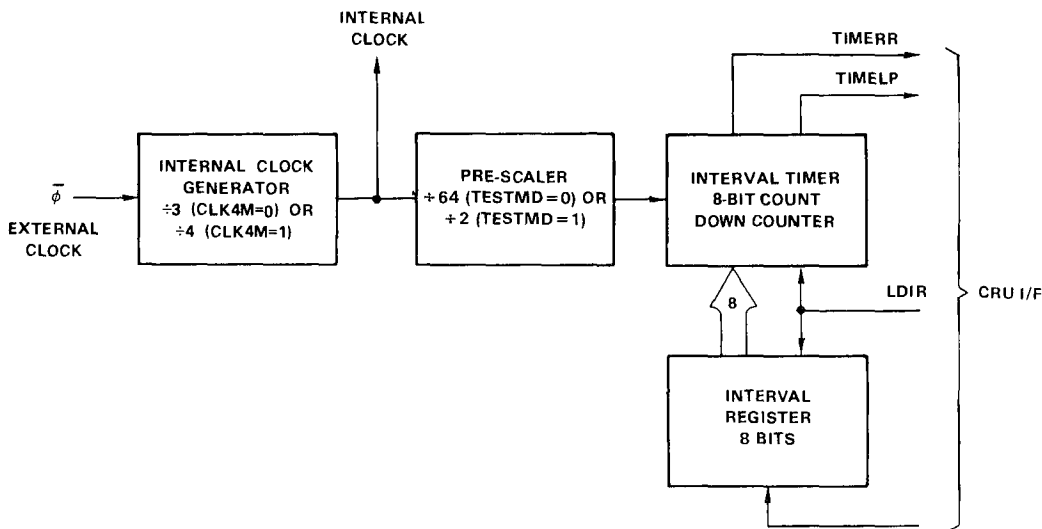 INTERNAL
CLOCK
TIMERR
TIMELP
φ̅
EXTERNAL
CLOCK
INTERNAL CLOCK
GENERATOR
÷3 (CLK4M=0) OR
÷4 (CLK4M=1)
PRE-SCALER
÷64 (TESTMD=0) OR
÷2 (TESTMD=1)
INTERVAL TIMER
8-BIT COUNT
DOWN COUNTER
8
LDIR
CRU I/F
INTERVAL
REGISTER
8 BITS